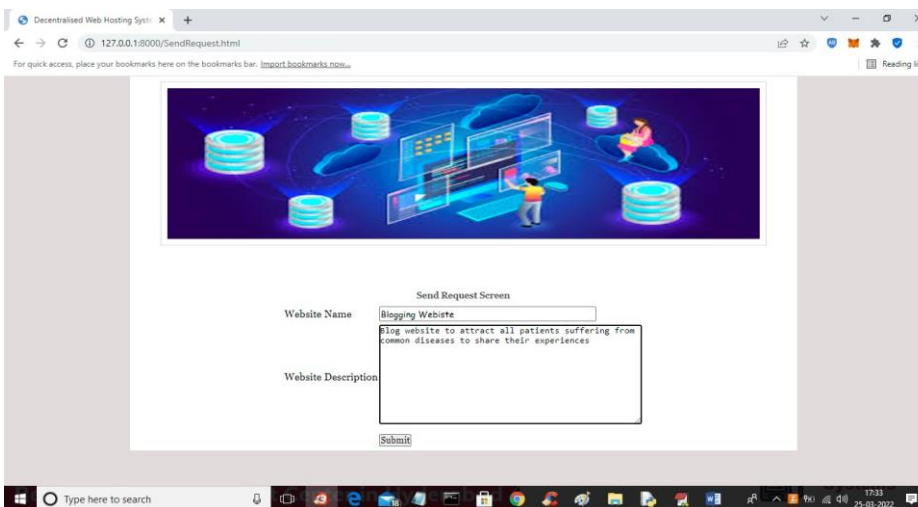 Decentralised Web Hosting Syste
127.0.0.1:8000/SendRequest.html
For quick access, place your bookmarks here on the bookmarks bar. Import bookmarks now...
Reading li
Send Request Screen
Website Name
Blogging Webiste
Blog website to attract all patients suffering from
common diseases to share their experiences
Website Description
Submit
Type here to search
17:33
25-03-2022